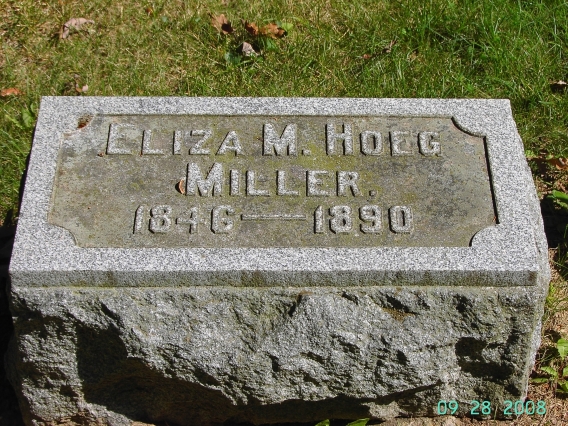 ELIZA M. HOEG
MILLER.
1846—1890
09 28 2008